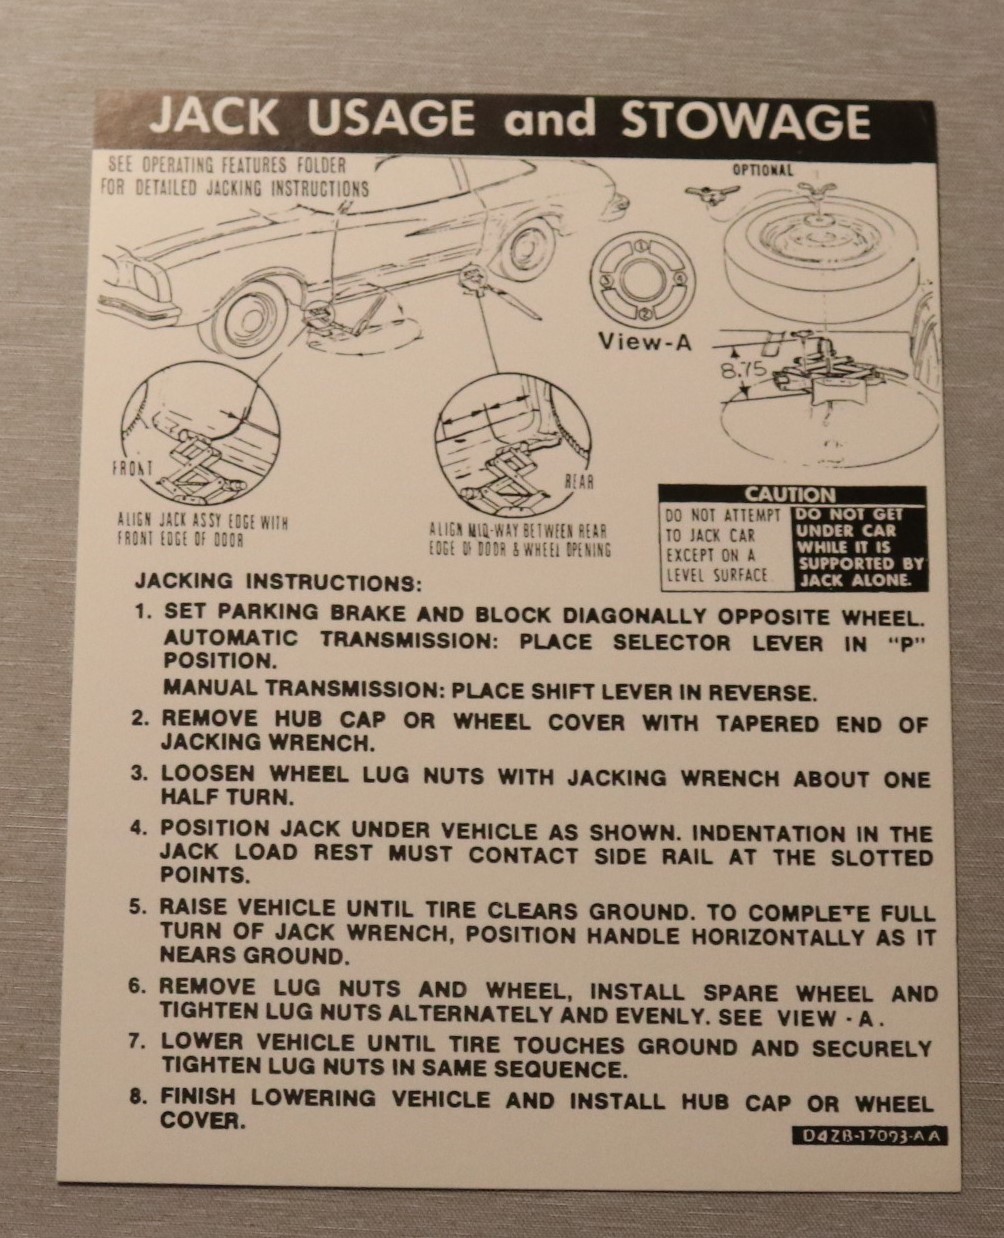 JACK USAGE and STOWAGE
SEE OPERATING FEATURES FOLDER
FOR DETAILED JACKING INSTRUCTIONS
OPTIONAL
1
3
4
2
View-A
8.75
FRONT
REAR
ALIGN JACK ASSY EDGE WITH
FRONT EDGE OF DOOR
ALIGN MID-WAY BETWEEN REAR
EDGE OF DOOR & WHEEL OPENING
CAUTION
DO NOT ATTEMPT
TO JACK CAR
EXCEPT ON A
LEVEL SURFACE
DO NOT GET
UNDER CAR
WHILE IT IS
SUPPORTED BY
JACK ALONE.
JACKING INSTRUCTIONS:
1. SET PARKING BRAKE AND BLOCK DIAGONALLY OPPOSITE WHEEL.
AUTOMATIC TRANSMISSION: PLACE SELECTOR LEVER IN "P"
POSITION.
MANUAL TRANSMISSION: PLACE SHIFT LEVER IN REVERSE.
2. REMOVE HUB CAP OR WHEEL COVER WITH TAPERED END OF
JACKING WRENCH.
3. LOOSEN WHEEL LUG NUTS WITH JACKING WRENCH ABOUT ONE
HALF TURN.
4. POSITION JACK UNDER VEHICLE AS SHOWN. INDENTATION IN THE
JACK LOAD REST MUST CONTACT SIDE RAIL AT THE SLOTTED
POINTS.
5. RAISE VEHICLE UNTIL TIRE CLEARS GROUND. TO COMPLETE FULL
TURN OF JACK WRENCH, POSITION HANDLE HORIZONTALLY AS IT
NEARS GROUND.
6. REMOVE LUG NUTS AND WHEEL, INSTALL SPARE WHEEL AND
TIGHTEN LUG NUTS ALTERNATELY AND EVENLY. SEE VIEW - A.
7. LOWER VEHICLE UNTIL TIRE TOUCHES GROUND AND SECURELY
TIGHTEN LUG NUTS IN SAME SEQUENCE.
8. FINISH LOWERING VEHICLE AND INSTALL HUB CAP OR WHEEL
COVER.
D4ZB-17093-AA